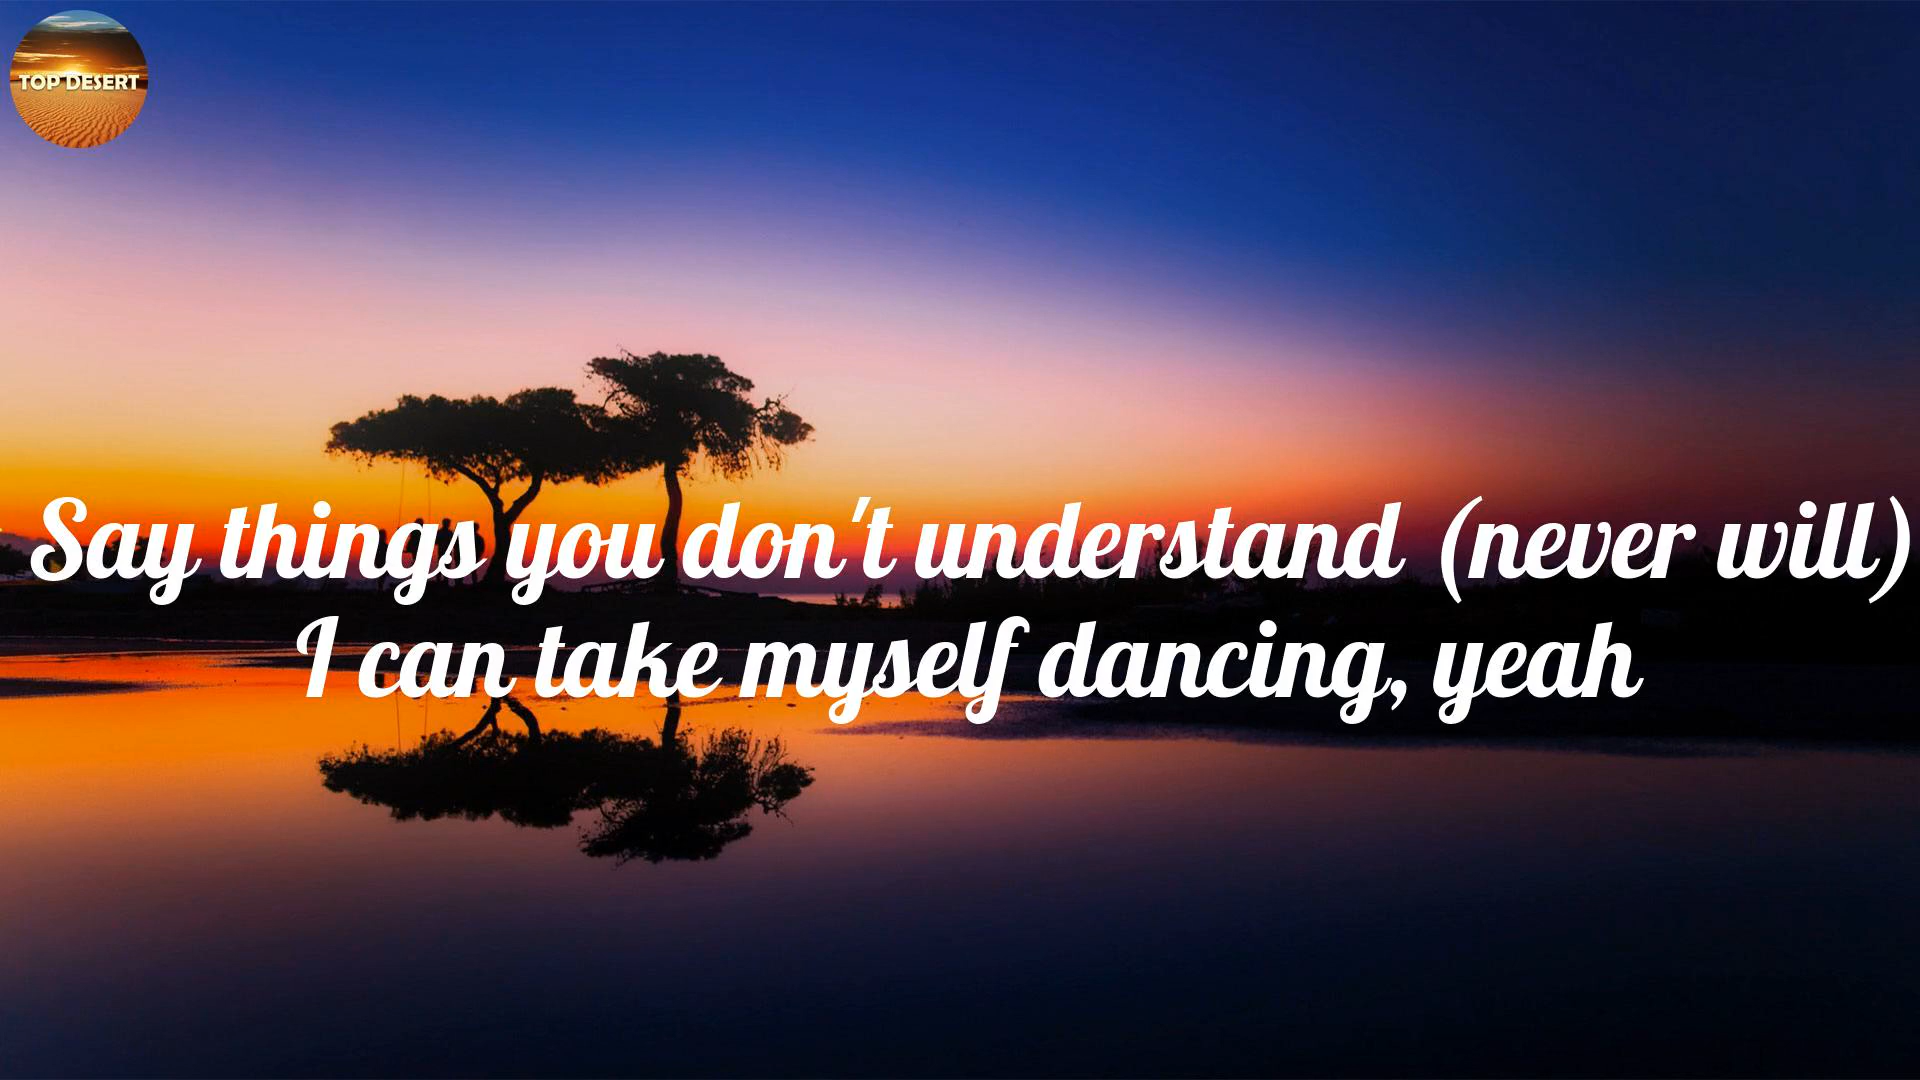 TOP DESERT
Say things you don't understand (never will)
I can take myself dancing, yeah